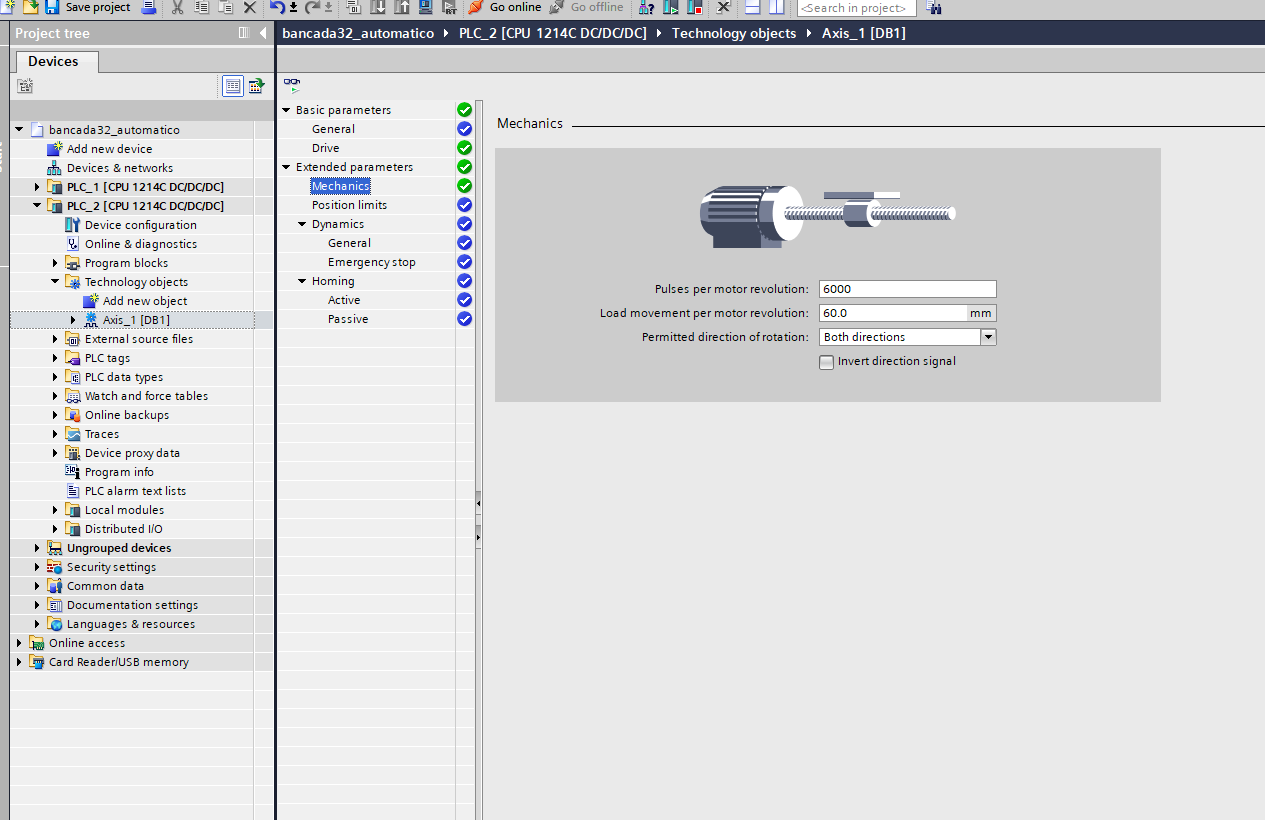 Save project
Go online
Go offline
<Search in project>
Project tree
bancada32_automatico
PLC_2 [CPU 1214C DC/DC/DC]
Technology objects
Axis_1 [DB1]
Devices
bancada32_automatico
Add new device
Devices & networks
PLC_1 [CPU 1214C DC/DC/DC]
PLC_2 [CPU 1214C DC/DC/DC]
Device configuration
Online & diagnostics
Program blocks
Technology objects
Add new object
Axis_1 [DB1]
External source files
PLC tags
PLC data types
Watch and force tables
Online backups
Traces
Device proxy data
Program info
PLC alarm text lists
Local modules
Distributed I/O
Ungrouped devices
Security settings
Common data
Documentation settings
Languages & resources
Online access
Card Reader/USB memory
Basic parameters
General
Drive
Extended parameters
Mechanics
Position limits
Dynamics
General
Emergency stop
Homing
Active
Passive
Mechanics
Pulses per motor revolution: 6000
Load movement per motor revolution: 60.0 mm
Permitted direction of rotation: Both directions
Invert direction signal